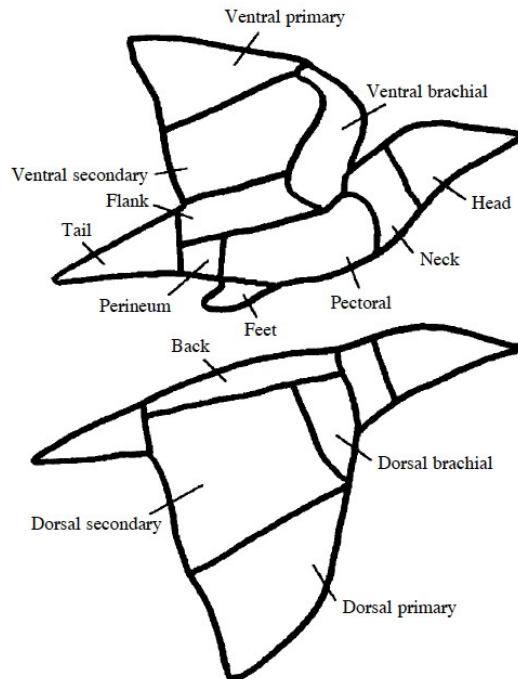 Ventral primary
Ventral brachial
Ventral secondary
Flank
Head
Tail
Neck
Perineum
Pectoral
Feet
Back
Dorsal brachial
Dorsal secondary
Dorsal primary